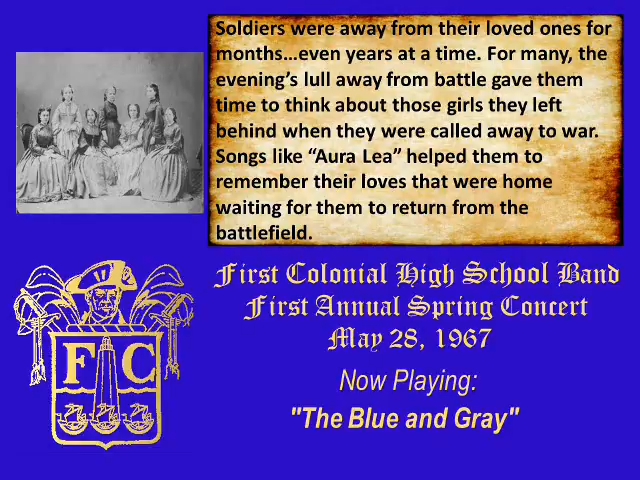 Soldiers were away from their loved ones for
months…even years at a time. For many, the
evening's lull away from battle gave them
time to think about those girls they left
behind when they were called away to war.
Songs like “Aura Lea” helped them to
remember their loves that were home
waiting for them to return from the
battlefield.
First Colonial High School Band
First Annual Spring Concert
May 28, 1967
Now Playing:
"The Blue and Gray"
F C